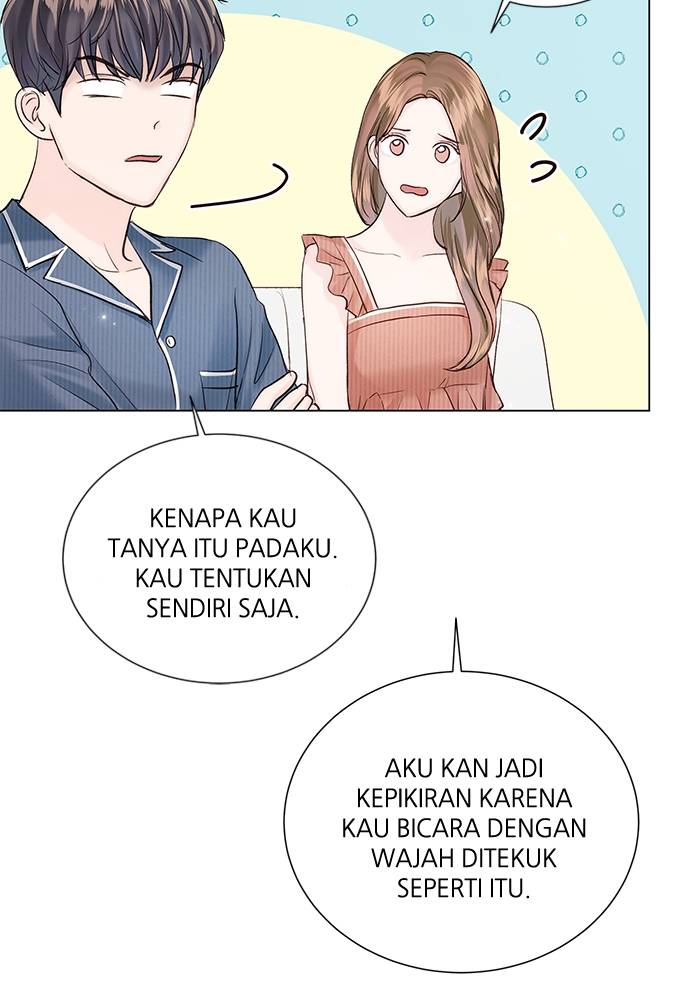 KENAPA KAU
TANYA ITU PADAKU.
KAU TENTUKAN
SENDIRI SAJA.
AKU KAN JADI
KEPIKIRAN KARENA
KAU BICARA DENGAN
WAJAH DITEKUK
SEPERTI ITU.